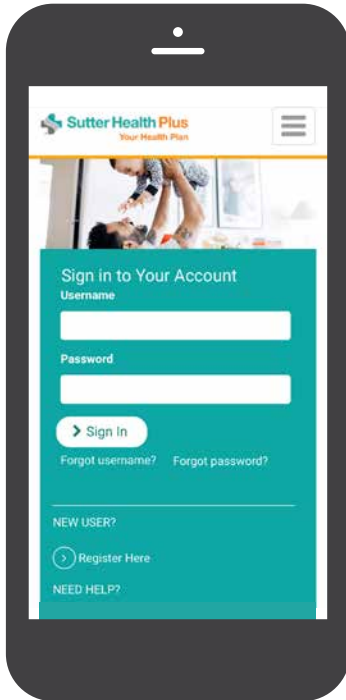 Sutter Health Plus
Your Health Plan
Sign in to Your Account
Username
Password
Sign In
Forgot username? Forgot password?
NEW USER?
Register Here
NEED HELP?